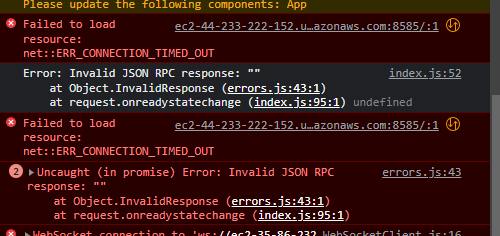 Please update the following components: App
Failed to load ec2-44-233-222-152.u…azonaws.com:8585/:1
resource:
net::ERR_CONNECTION_TIMED_OUT
Error: Invalid JSON RPC response: "" index.js:52
at Object.InvalidResponse (errors.js:43:1)
at request.onreadystatechange (index.js:95:1) undefined
Failed to load ec2-44-233-222-152.u…azonaws.com:8585/:1
resource:
net::ERR_CONNECTION_TIMED_OUT
2 ▶Uncaught (in promise) Error: Invalid JSON RPC errors.js:43
response: ""
at Object.InvalidResponse (errors.js:43:1)
at request.onreadystatechange (index.js:95:1)
▶WebSocket connection to 'ws://ec2-35-86-232 WebSocketClient.js:16